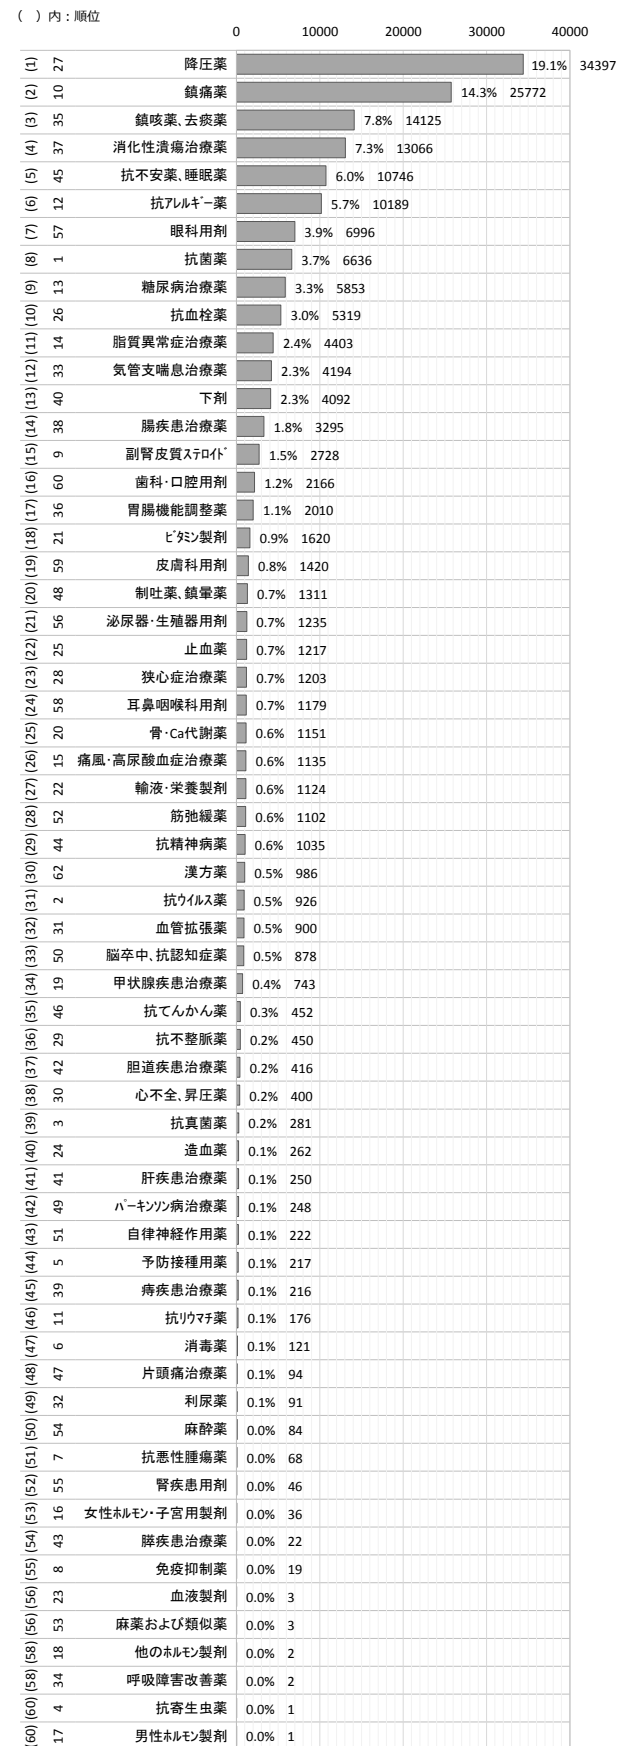 （　）内：順位
0 10000 20000 30000 40000
(1) 27 降圧薬 19.1% 34397
(2) 10 鎮痛薬 14.3% 25772
(3) 35 鎮咳薬、去痰薬 7.8% 14125
(4) 37 消化性潰瘍治療薬 7.3% 13066
(5) 45 抗不安薬、睡眠薬 6.0% 10746
(6) 12 抗ｱﾚﾙｷﾞｰ薬 5.7% 10189
(7) 57 眼科用剤 3.9% 6996
(8) 1 抗菌薬 3.7% 6636
(9) 13 糖尿病治療薬 3.3% 5853
(10) 26 抗血栓薬 3.0% 5319
(11) 14 脂質異常症治療薬 2.4% 4403
(12) 33 気管支喘息治療薬 2.3% 4194
(13) 40 下剤 2.3% 4092
(14) 38 腸疾患治療薬 1.8% 3295
(15) 9 副腎皮質ｽﾃﾛｲﾄﾞ 1.5% 2728
(16) 60 歯科・口腔用剤 1.2% 2166
(17) 36 胃腸機能調整薬 1.1% 2010
(18) 21 ﾋﾞﾀﾐﾝ製剤 0.9% 1620
(19) 59 皮膚科用剤 0.8% 1420
(20) 48 制吐薬、鎮暈薬 0.7% 1311
(21) 56 泌尿器・生殖器用剤 0.7% 1235
(22) 25 止血薬 0.7% 1217
(23) 28 狭心症治療薬 0.7% 1203
(24) 58 耳鼻咽喉科用剤 0.7% 1179
(25) 20 骨・Ca代謝薬 0.6% 1151
(26) 15 痛風・高尿酸血症治療薬 0.6% 1135
(27) 22 輸液・栄養製剤 0.6% 1124
(28) 52 筋弛緩薬 0.6% 1102
(29) 44 抗精神病薬 0.6% 1035
(30) 62 漢方薬 0.5% 986
(31) 2 抗ｳｲﾙｽ薬 0.5% 926
(32) 31 血管拡張薬 0.5% 900
(33) 50 脳卒中、抗認知症薬 0.5% 878
(34) 19 甲状腺疾患治療薬 0.4% 743
(35) 46 抗てんかん薬 0.3% 452
(36) 29 抗不整脈薬 0.2% 450
(37) 42 胆道疾患治療薬 0.2% 416
(38) 30 心不全、昇圧薬 0.2% 400
(39) 3 抗真菌薬 0.2% 281
(40) 24 造血薬 0.1% 262
(41) 41 肝疾患治療薬 0.1% 250
(42) 49 ﾊﾟｰｷﾝｿﾝ病治療薬 0.1% 248
(43) 51 自律神経作用薬 0.1% 222
(44) 5 予防接種用薬 0.1% 217
(45) 39 痔疾患治療薬 0.1% 216
(46) 11 抗ﾘｳﾏﾁ薬 0.1% 176
(47) 6 消毒薬 0.1% 121
(48) 47 片頭痛治療薬 0.1% 94
(49) 32 利尿薬 0.1% 91
(50) 54 麻酔薬 0.0% 84
(51) 7 抗悪性腫瘍薬 0.0% 68
(52) 55 腎疾患用剤 0.0% 46
(53) 16 女性ﾎﾙﾓﾝ・子宮用製剤 0.0% 36
(54) 43 膵疾患治療薬 0.0% 22
(55) 8 免疫抑制薬 0.0% 19
(56) 23 血液製剤 0.0% 3
(56) 53 麻薬および類似薬 0.0% 3
(58) 18 他のﾎﾙﾓﾝ製剤 0.0% 2
(58) 34 呼吸障害改善薬 0.0% 2
(60) 4 抗寄生虫薬 0.0% 1
(60) 17 男性ﾎﾙﾓﾝ製剤 0.0% 1